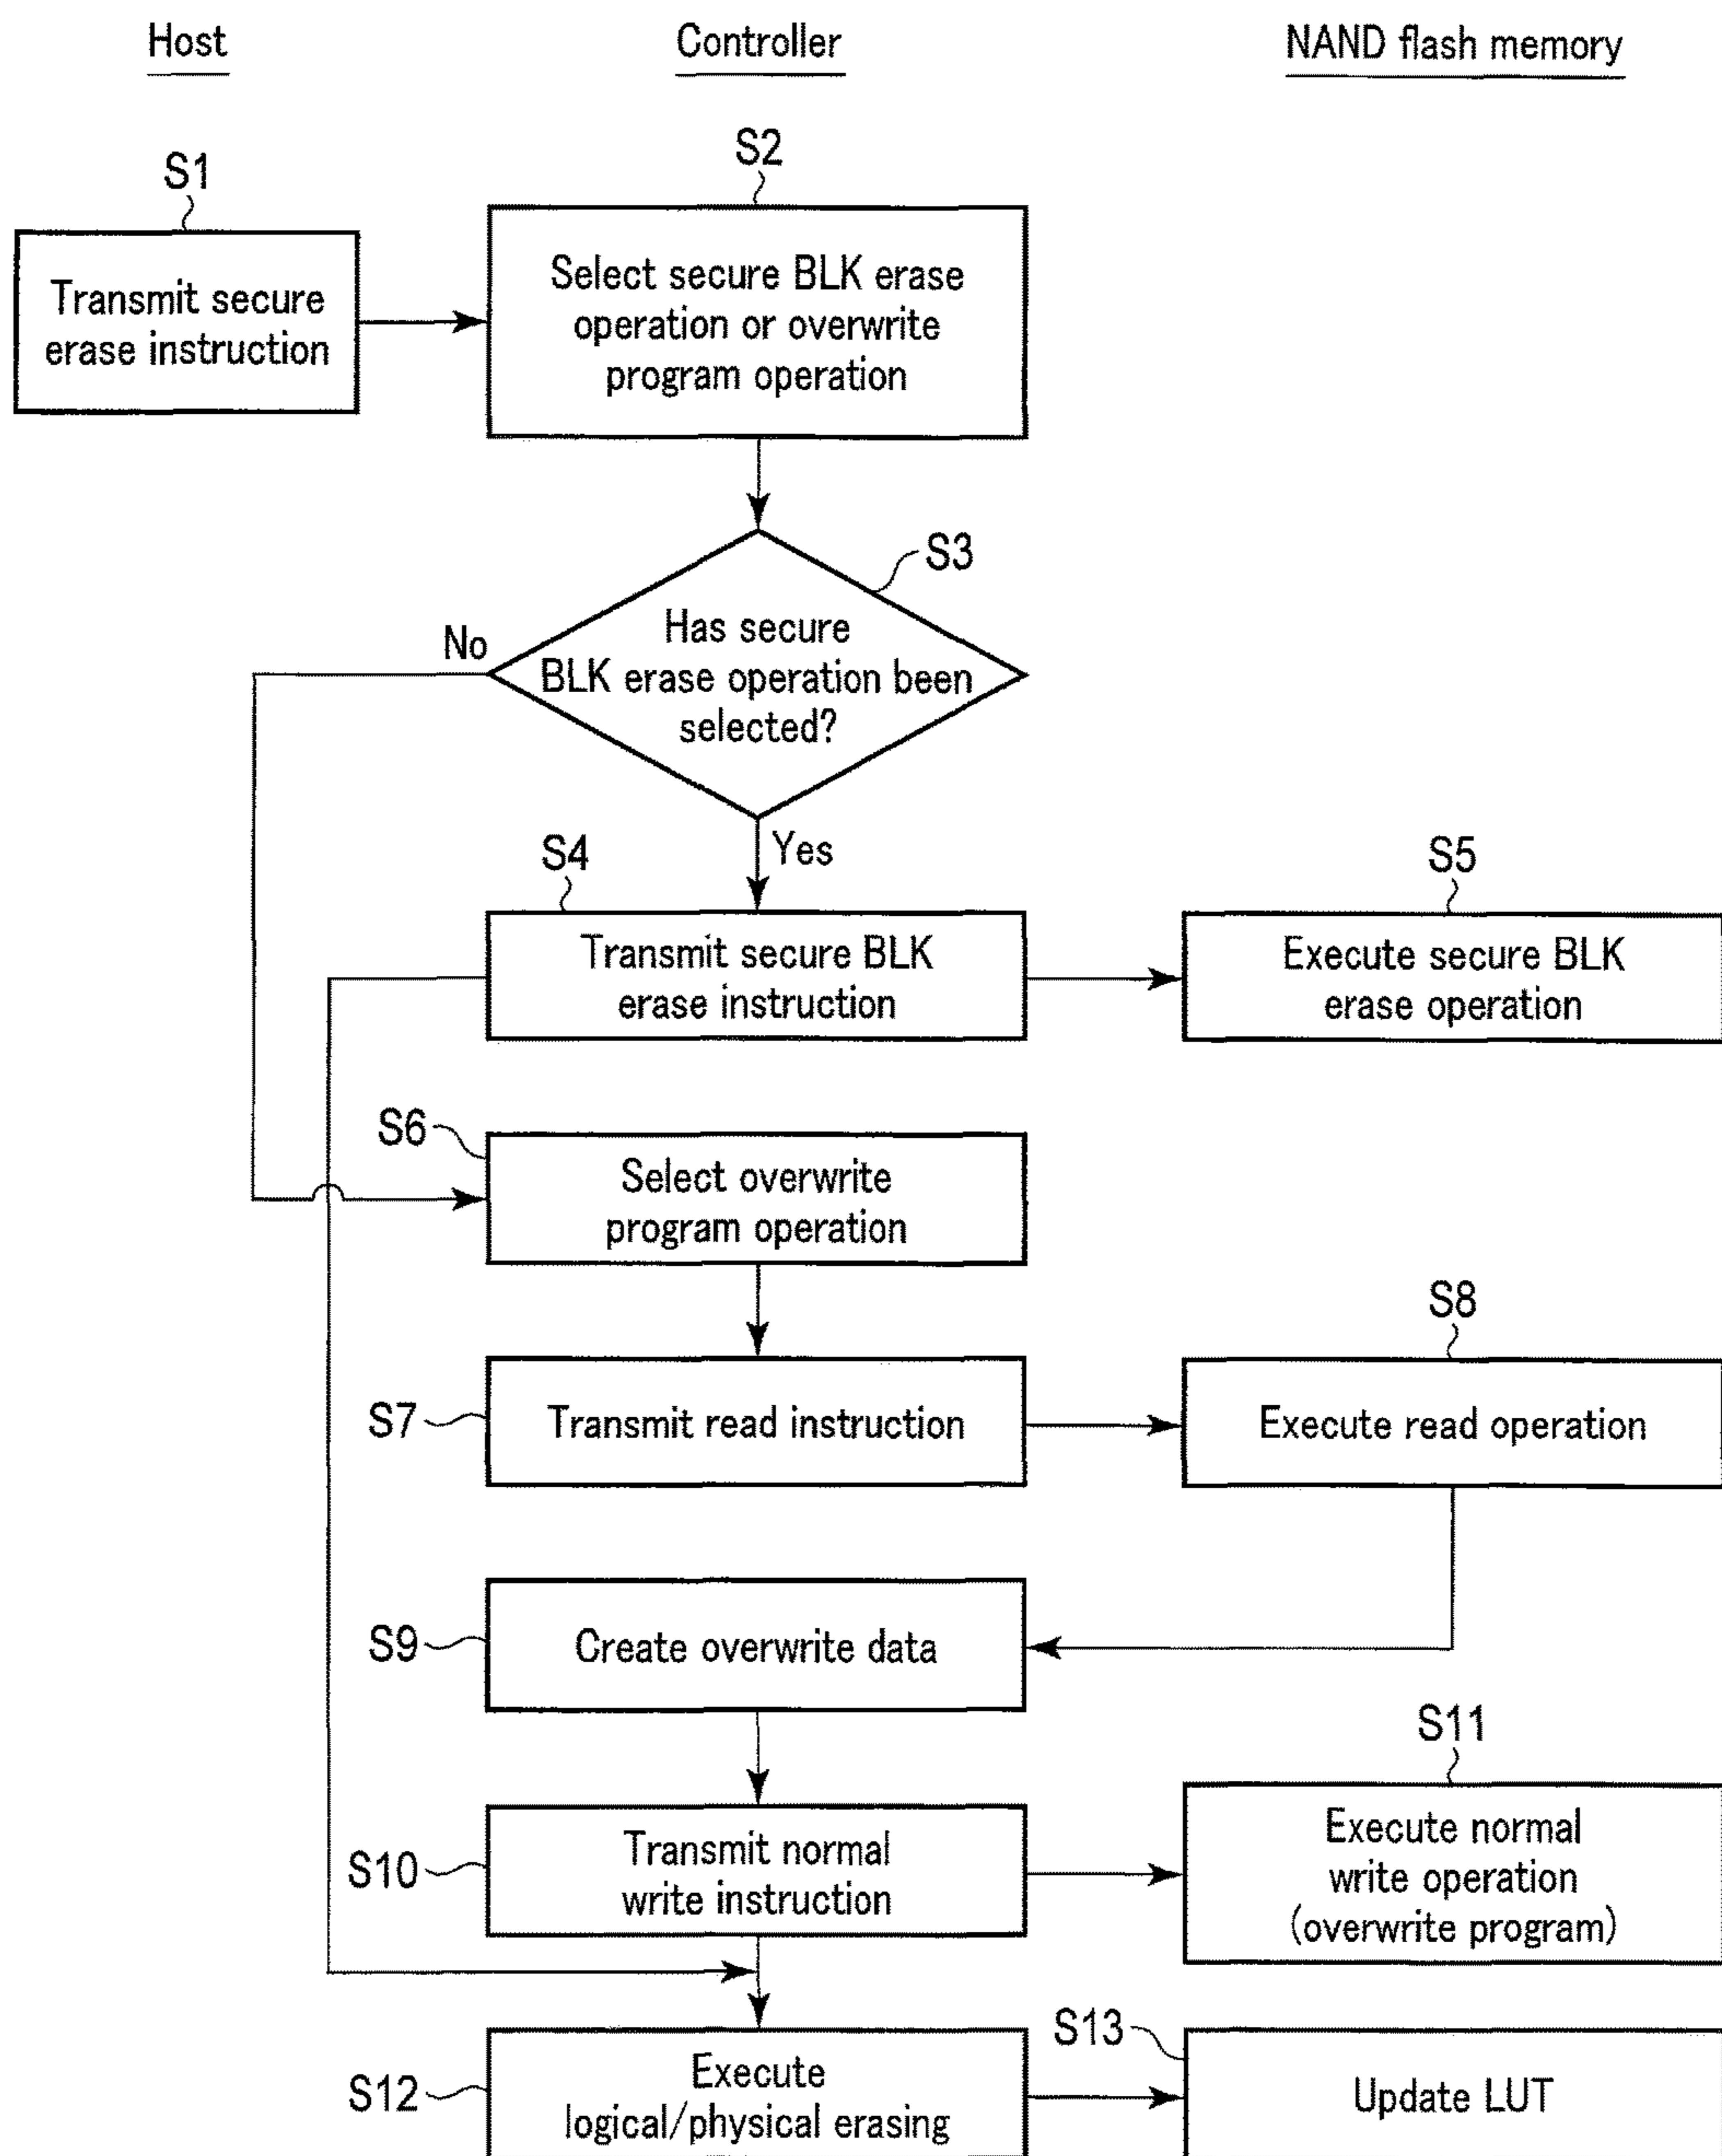 Host
Controller
NAND flash memory
S1
S2
Transmit secure
erase instruction
Select secure BLK erase
operation or overwrite
program operation
S3
No
Has secure
BLK erase operation been
selected?
Yes
S4
S5
Transmit secure BLK
erase instruction
Execute secure BLK
erase operation
S6
Select overwrite
program operation
S8
S7
Transmit read instruction
Execute read operation
S9
Create overwrite data
S11
S10
Transmit normal
write instruction
Execute normal
write operation
(overwrite program)
S13
S12
Execute
logical/physical erasing
Update LUT